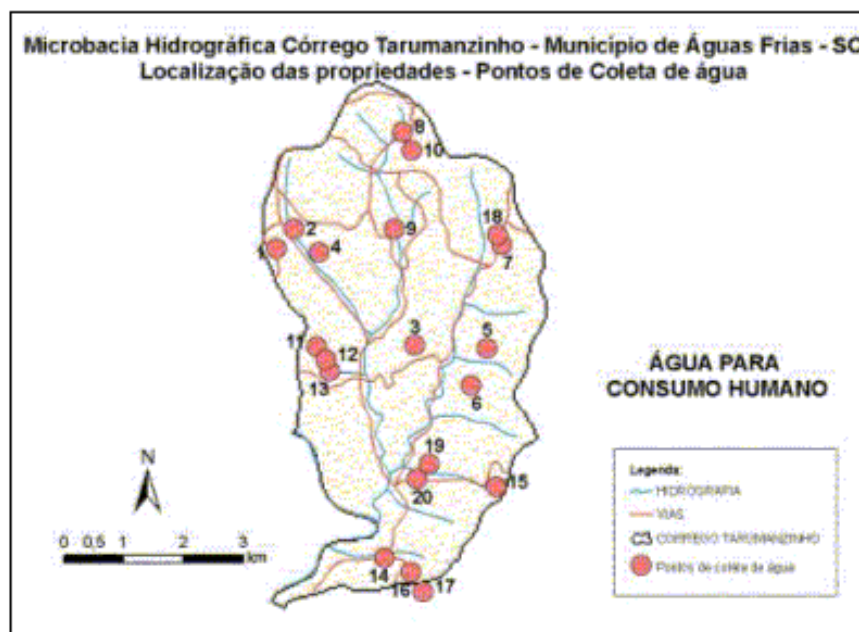 Microbacia Hidrográfica Córrego Tarumanzinho - Município de Águas Frias - SC
Localização das propriedades - Pontos de Coleta de água
8
10
18
2
9
1
4
7
11
3
5
12
ÁGUA PARA
CONSUMO HUMANO
13
6
N
19
Legenda:
20
15
HIDROGRAFIA
VIAS
0 0,5 1 2 3
km
CORREGO TARUMANZINHO
14
Pontos de coleta de água
16
17